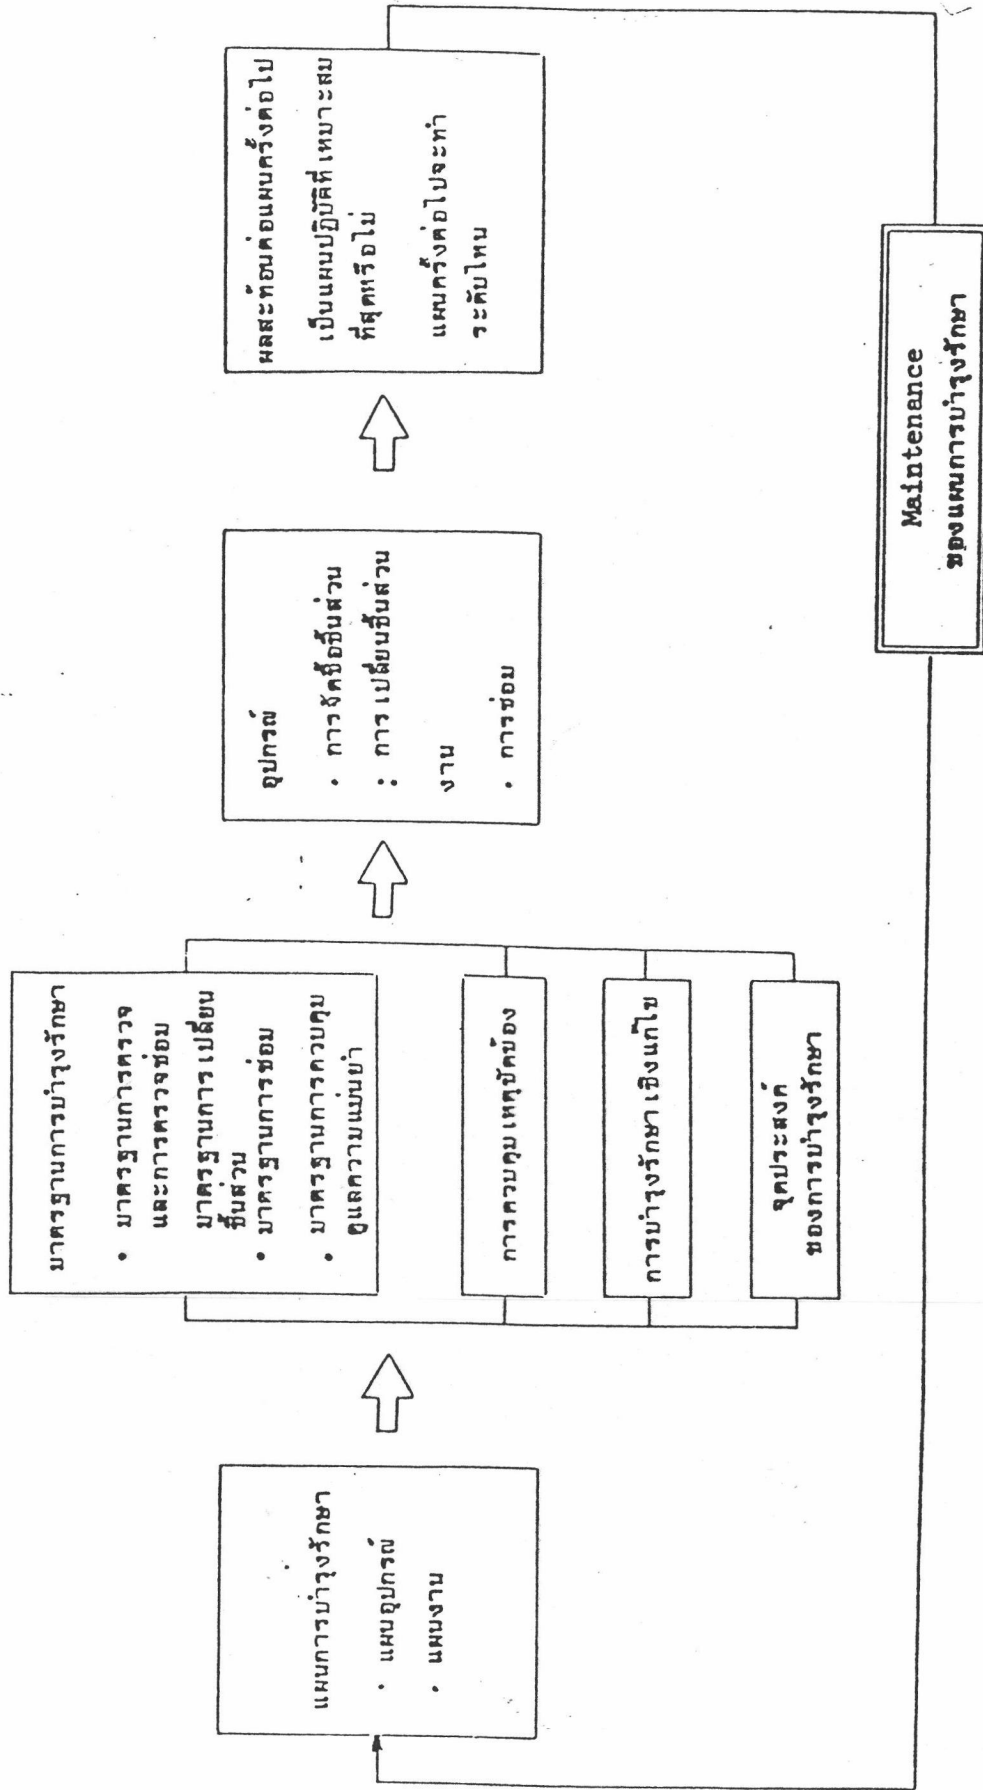 แผนการบำรุงรักษา
• แผนอุปกรณ์
• แผนงาน
มาตรฐานการบำรุงรักษา
• มาตรฐานการตรวจ
และการตรวจซ่อม
มาตรฐานการเปลี่ยน
ชิ้นส่วน
• มาตรฐานการซ่อม
• มาตรฐานการควบคุม
ดูแลความแม่นยำ
การควบคุมเหตุขัดข้อง
การบำรุงรักษาเชิงแก้ไข
จุดประสงค์
ของการบำรุงรักษา
อุปกรณ์
• การจัดซื้อชิ้นส่วน
: การเปลี่ยนชิ้นส่วน
งาน
• การซ่อม
ผลสะท้อนต่อแผนครั้งต่อไป
เป็นแผนปฏิบัติที่เหมาะสม
ที่สุดหรือไม่
แผนครั้งต่อไปจะทำ
ระดับไหน
Maintenance
ของแผนการบำรุงรักษา